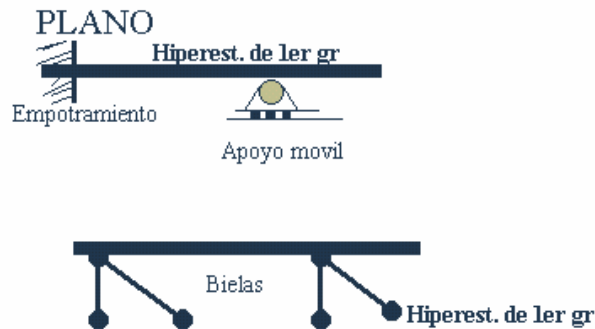 PLANO
Hiperest. de 1er gr
Empotramiento
Apoyo movil
Bielas
Hiperest. de 1er gr